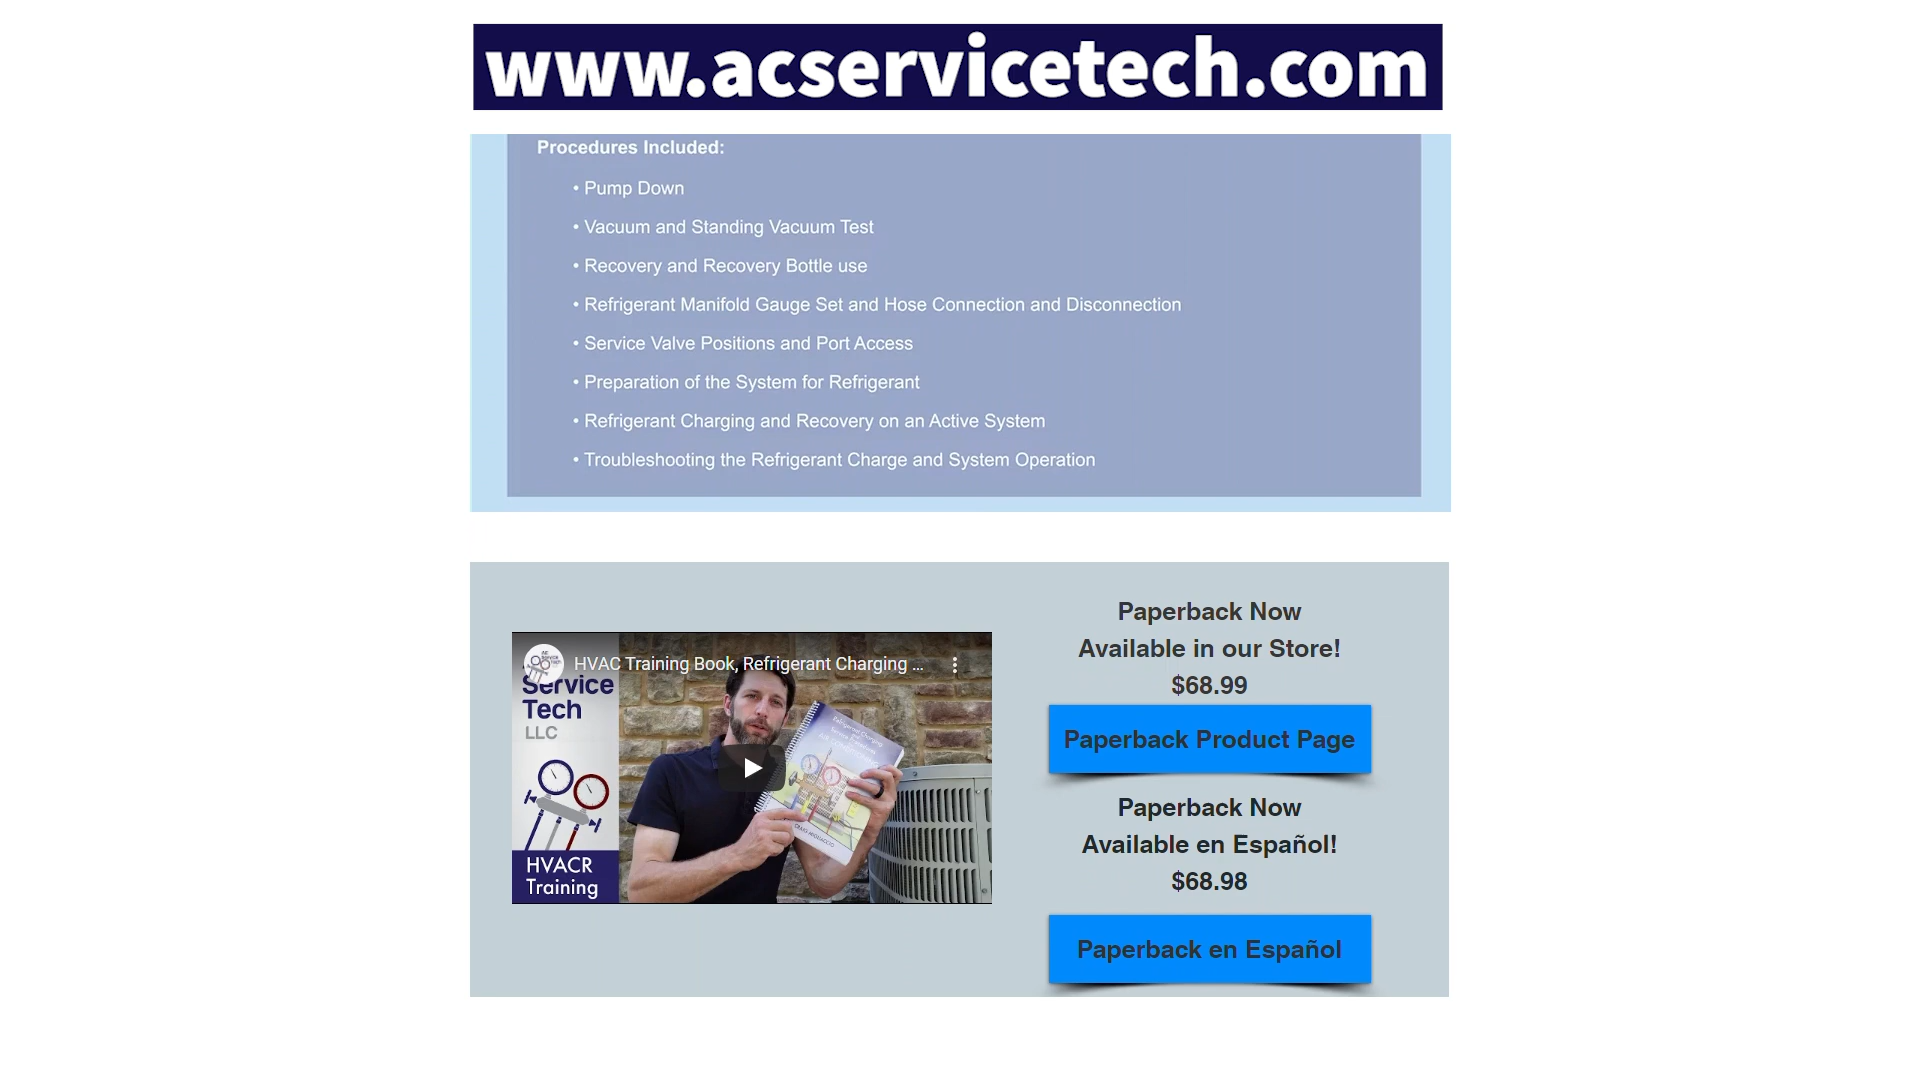 www.acservicetech.com
Procedures Included:
• Pump Down
• Vacuum and Standing Vacuum Test
• Recovery and Recovery Bottle use
• Refrigerant Manifold Gauge Set and Hose Connection and Disconnection
• Service Valve Positions and Port Access
• Preparation of the System for Refrigerant
• Refrigerant Charging and Recovery on an Active System
• Troubleshooting the Refrigerant Charge and System Operation
HVAC Training Book, Refrigerant Charging ...
Service
Tech
LLC
HVACR
Training
Refrigerant Charging
CRAIG MIGLIACCIO
Paperback Now
Available in our Store!
$68.99
Paperback Product Page
Paperback Now
Available en Español!
$68.98
Paperback en Español